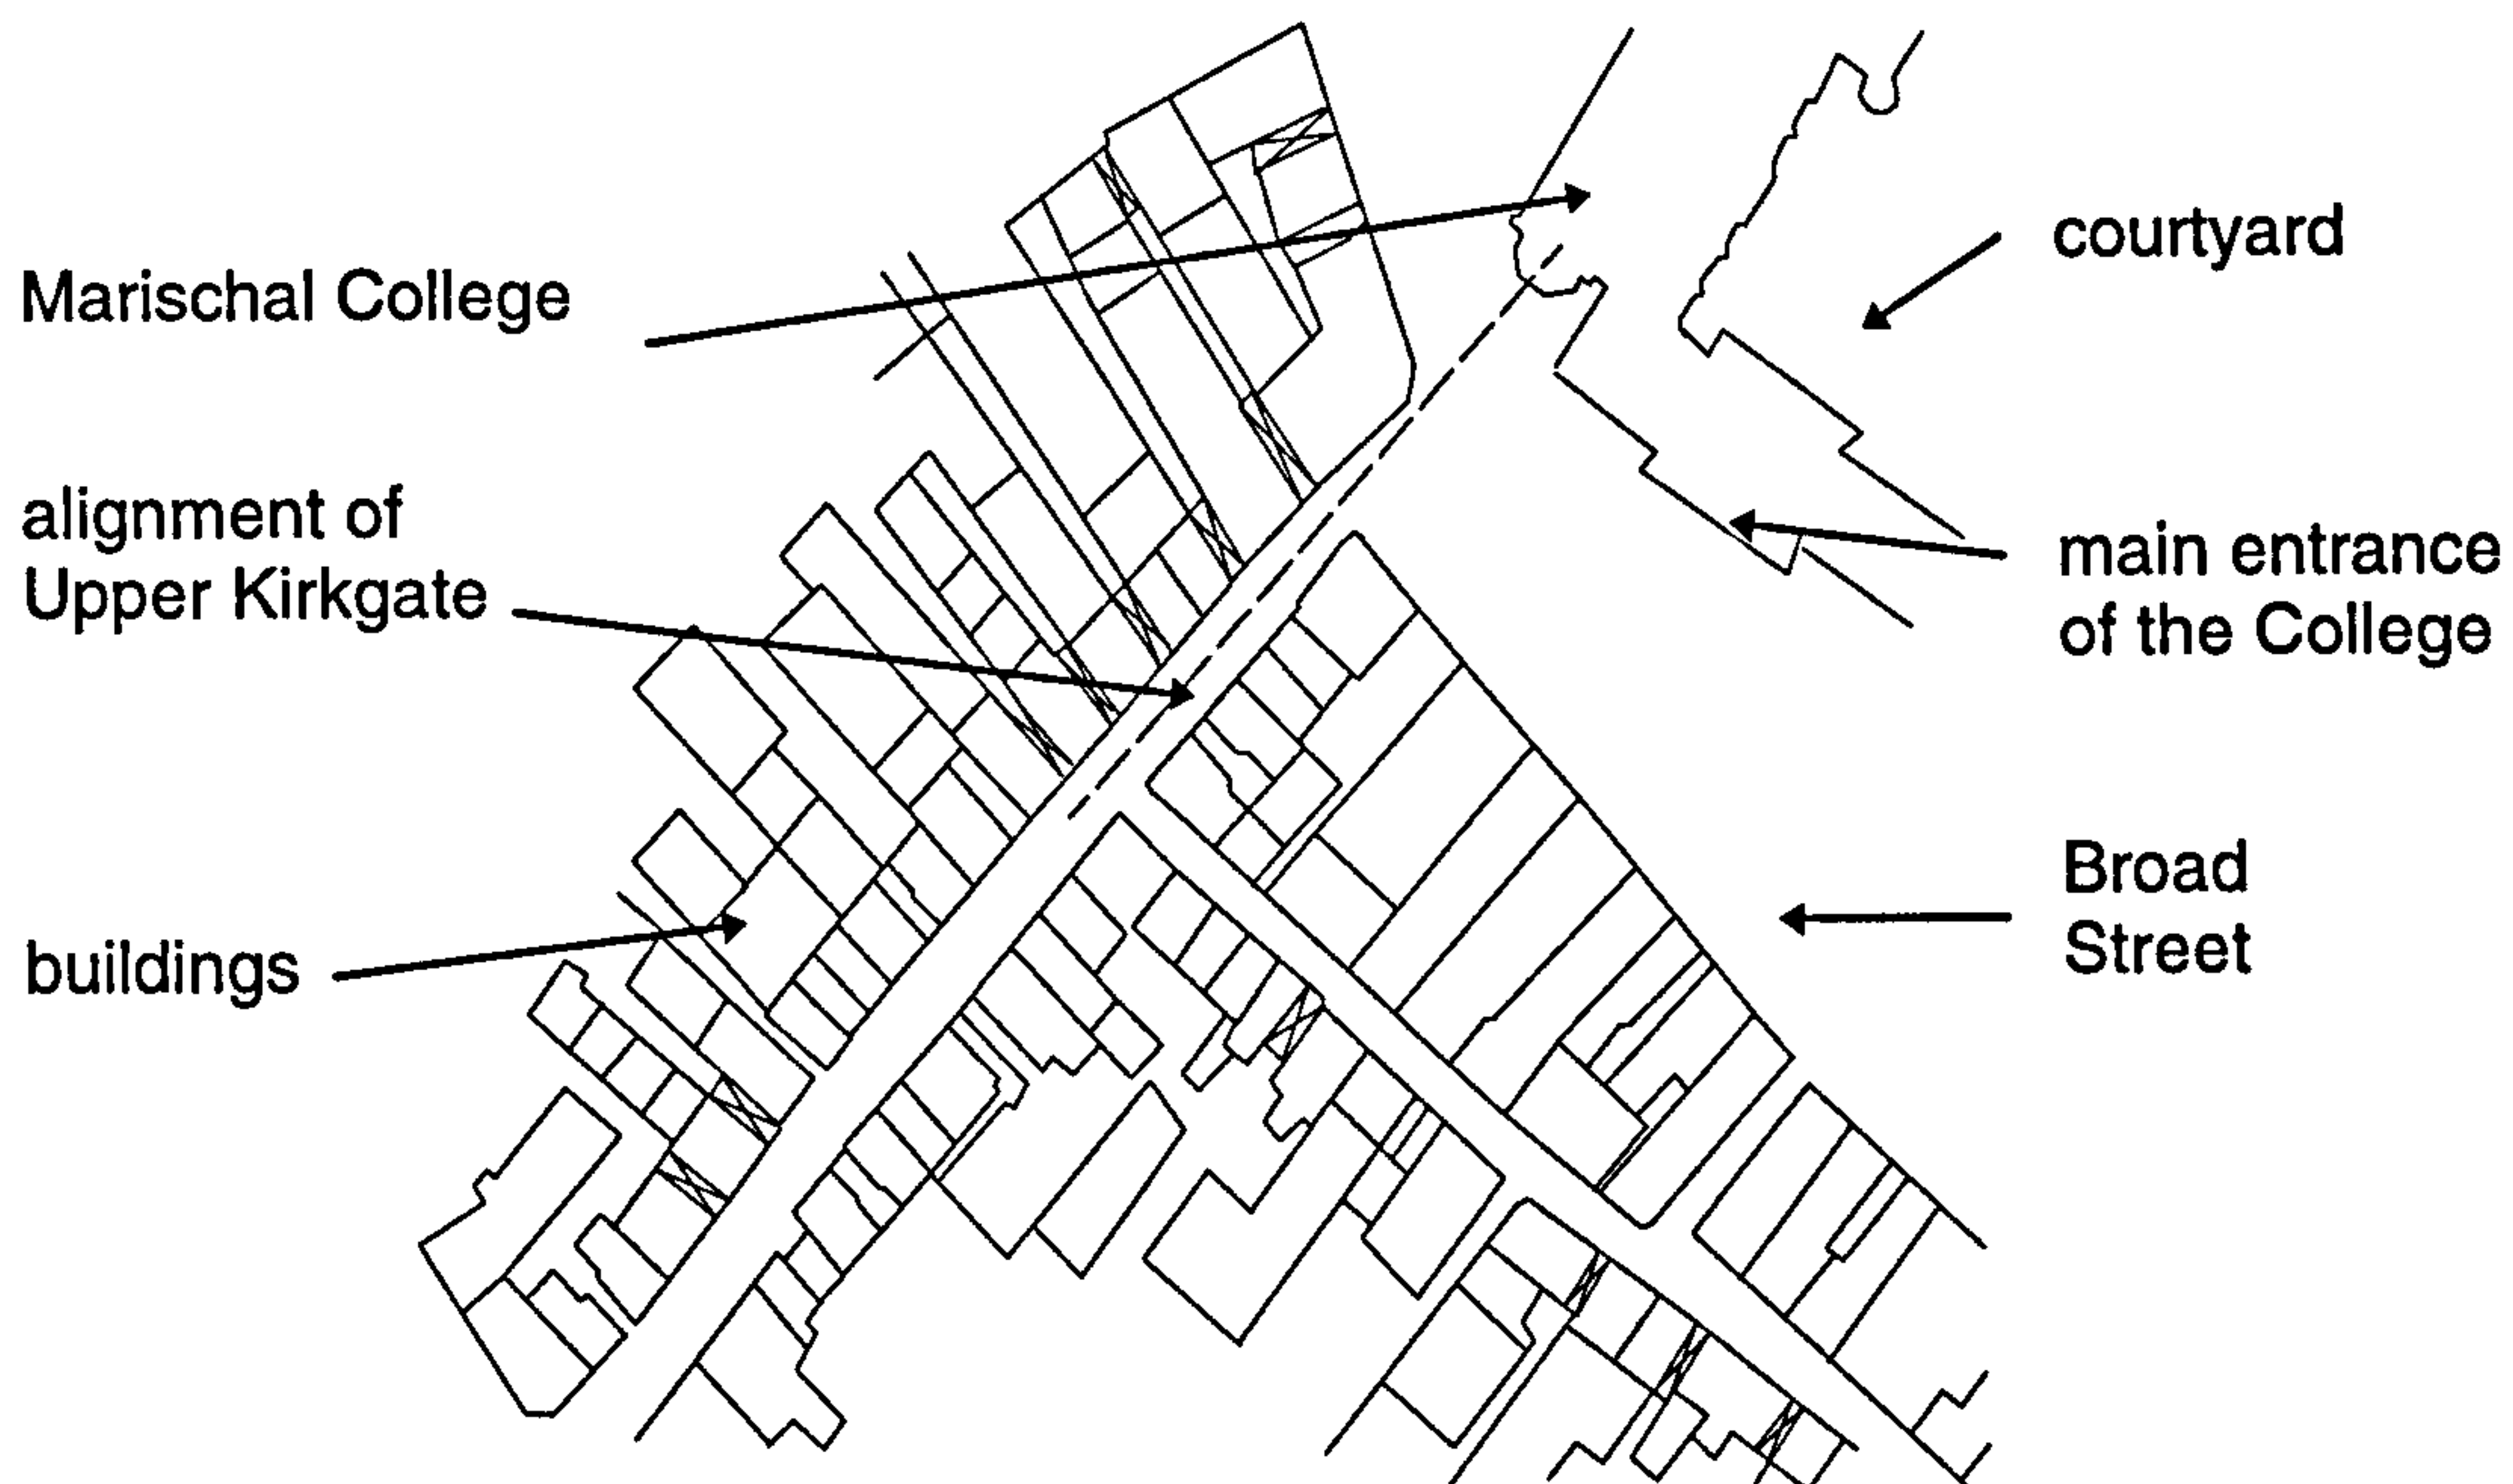 Marischal College
alignment of
Upper Kirkgate
buildings
courtyard
main entrance
of the College
Broad
Street